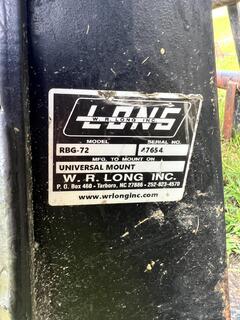 LONG
W. R. LONG INC.
MODEL SERIAL NO.
RBG-72 47654
MFG. TO MOUNT ON
UNIVERSAL MOUNT
W. R. LONG INC.
P. O. Box 460 - Tarboro, NC 27886 - 252-823-4570
www.wrlonginc.com